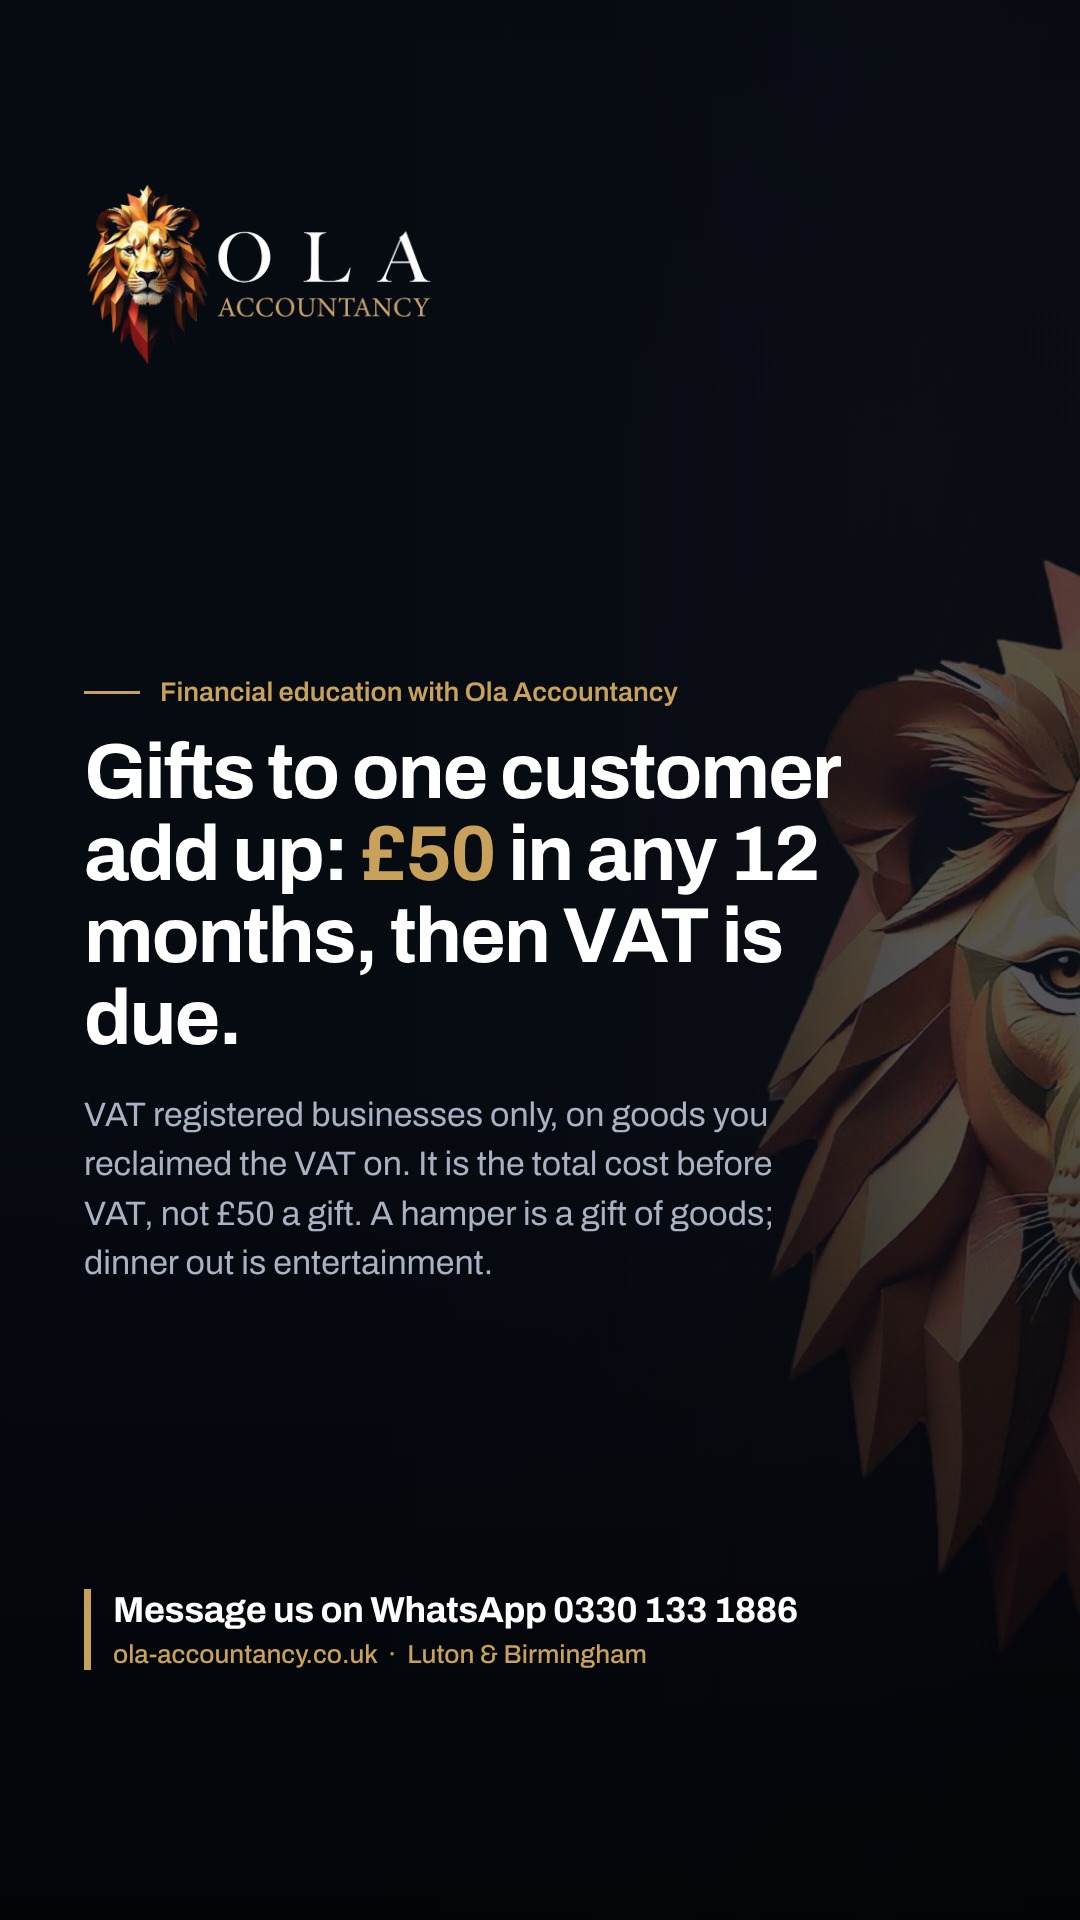 OLA
ACCOUNTANCY
Financial education with Ola Accountancy
Gifts to one customer
add up: £50 in any 12
months, then VAT is
due.
VAT registered businesses only, on goods you
reclaimed the VAT on. It is the total cost before
VAT, not £50 a gift. A hamper is a gift of goods;
dinner out is entertainment.
Message us on WhatsApp 0330 133 1886
ola-accountancy.co.uk · Luton & Birmingham